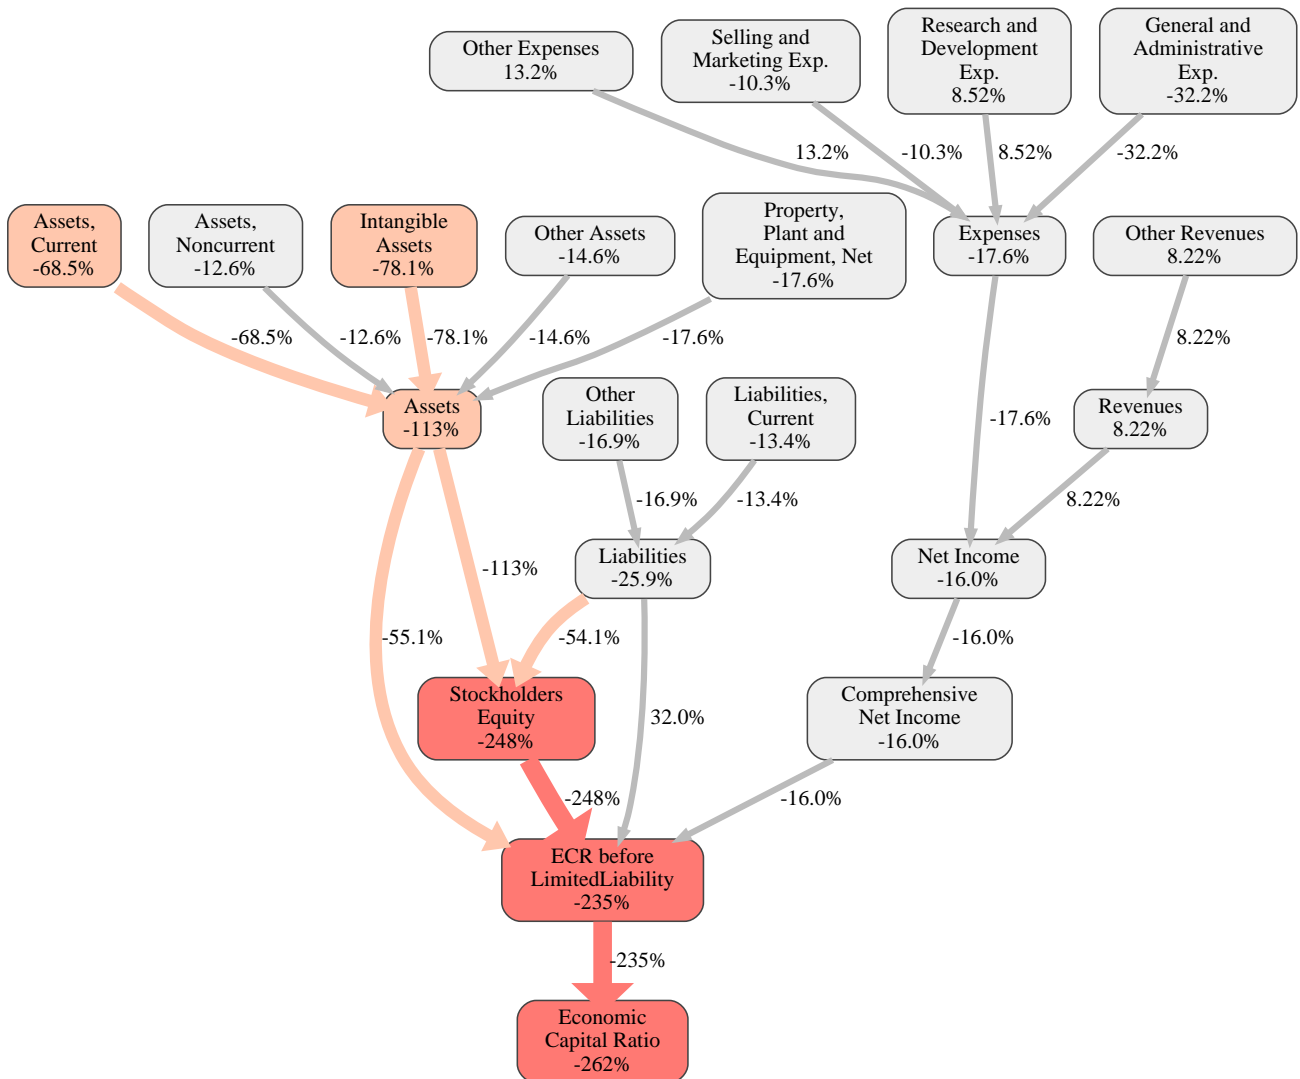 Other Expenses
13.2%
Selling and
Marketing Exp.
-10.3%
Research and
Development
Exp.
8.52%
General and
Administrative
Exp.
-32.2%
13.2%
-10.3%
8.52%
-32.2%
Assets,
Current
-68.5%
Assets,
Noncurrent
-12.6%
Intangible
Assets
-78.1%
Other Assets
-14.6%
Property,
Plant and
Equipment, Net
-17.6%
Expenses
-17.6%
Other Revenues
8.22%
-68.5%
-12.6%
-78.1%
-14.6%
-17.6%
8.22%
Assets
-113%
Other
Liabilities
-16.9%
Liabilities,
Current
-13.4%
-17.6%
Revenues
8.22%
-16.9%
-13.4%
8.22%
-113%
Liabilities
-25.9%
Net Income
-16.0%
-55.1%
-54.1%
-16.0%
Stockholders
Equity
-248%
32.0%
Comprehensive
Net Income
-16.0%
-248%
-16.0%
ECR before
LimitedLiability
-235%
-235%
Economic
Capital Ratio
-262%